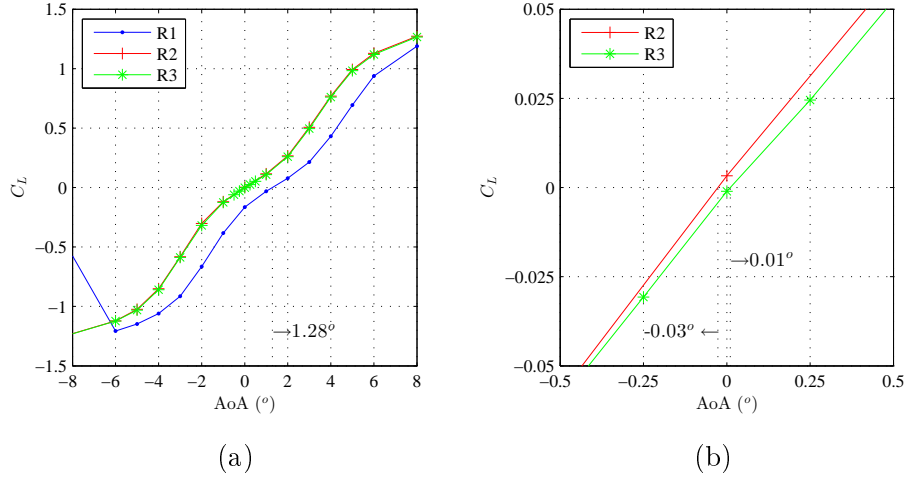 R1
R2
R3
1.5
1
0.5
0
−0.5
−1
−1.5
C_L
→1.28°
−8 −6 −4 −2 0 2 4 6 8
AoA (°)
(a)
R2
R3
0.05
0.025
0
−0.025
−0.05
C_L
→0.01°
-0.03° ←
−0.5 −0.25 0 0.25 0.5
AoA (°)
(b)